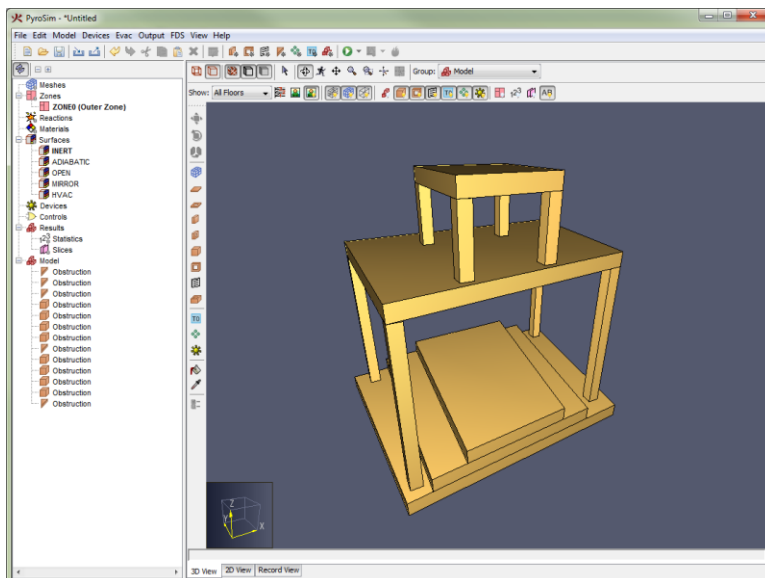 PyroSim - *Untitled
File Edit Model Devices Evac Output FDS View Help
Group: Model
Show: All Floors
Meshes
Zones
ZONE0 (Outer Zone)
Reactions
Materials
Surfaces
INERT
ADIABATIC
OPEN
MIRROR
HVAC
Devices
Controls
Results
Statistics
Slices
Model
Obstruction
Obstruction
Obstruction
Obstruction
Obstruction
Obstruction
Obstruction
Obstruction
Obstruction
Obstruction
Obstruction
Obstruction
Obstruction
Z
Y
X
3D View 2D View Record View